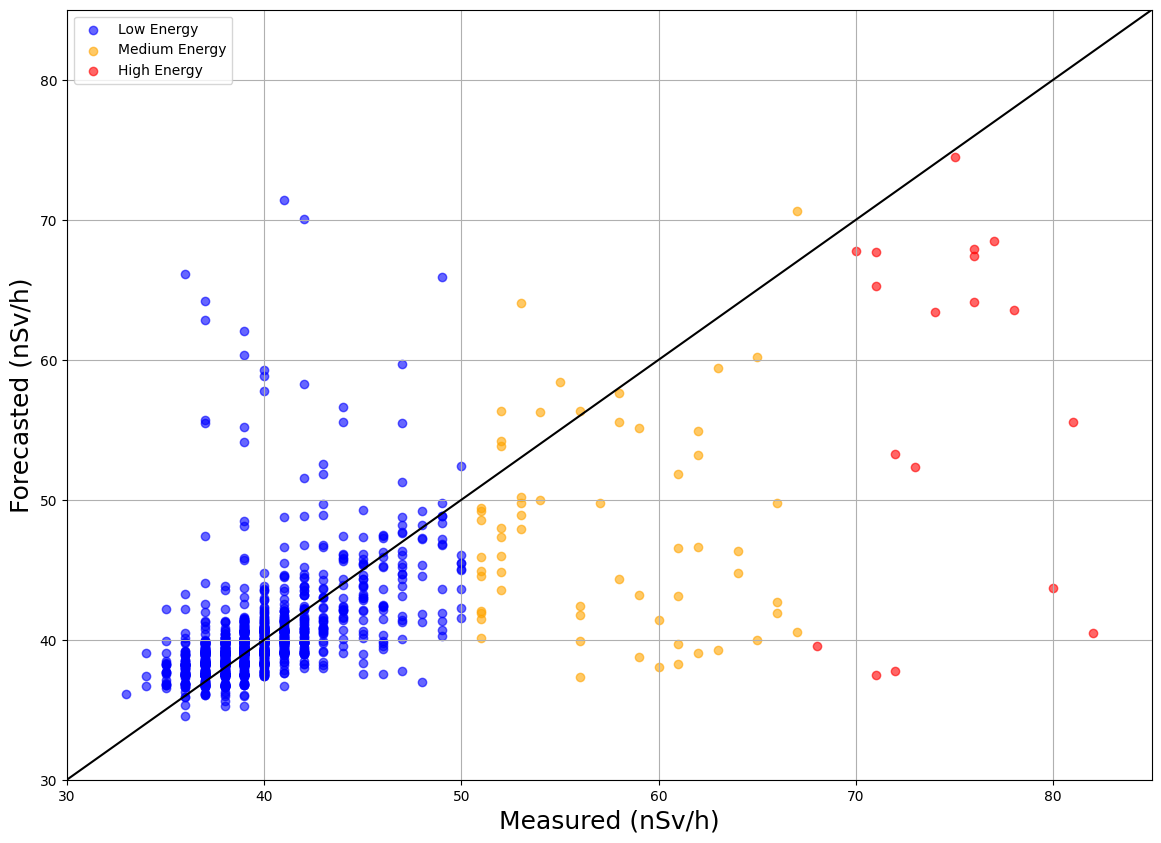 Low Energy
Medium Energy
High Energy
Forecasted (nSv/h)
80
70
60
50
40
30
30 40 50 60 70 80
Measured (nSv/h)